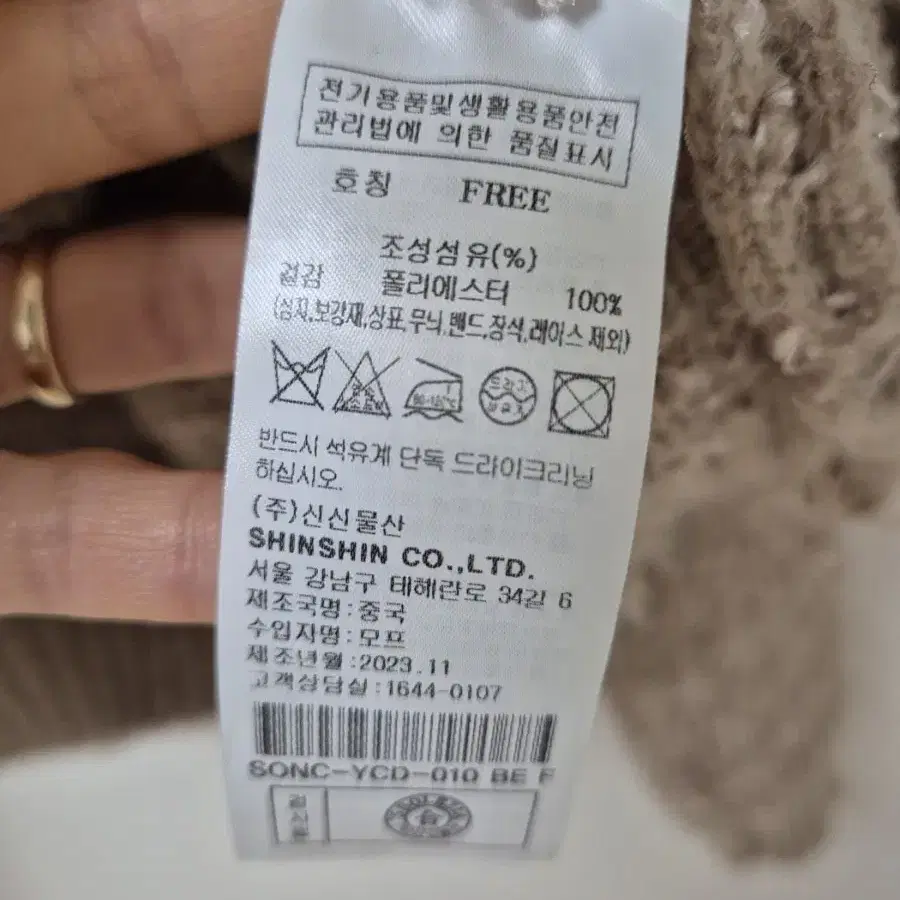 전기용품및생활용품안전
관리법에 의한 품질표시
호칭 FREE
조성섬유(%)
겉감 폴리에스터 100%
(심지,보강재,상표,무늬,밴드,장식,레이스 제외)
드라이
석유계
반드시 석유계 단독 드라이크리닝
하십시오.
(주)신신물산
SHINSHIN CO.,LTD.
서울 강남구 테헤란로 34길 6
제조국명:중국
수입자명:모프
제조년월:2023.11
고객상담실:1644-0107
SONC-YCD-010 BE F